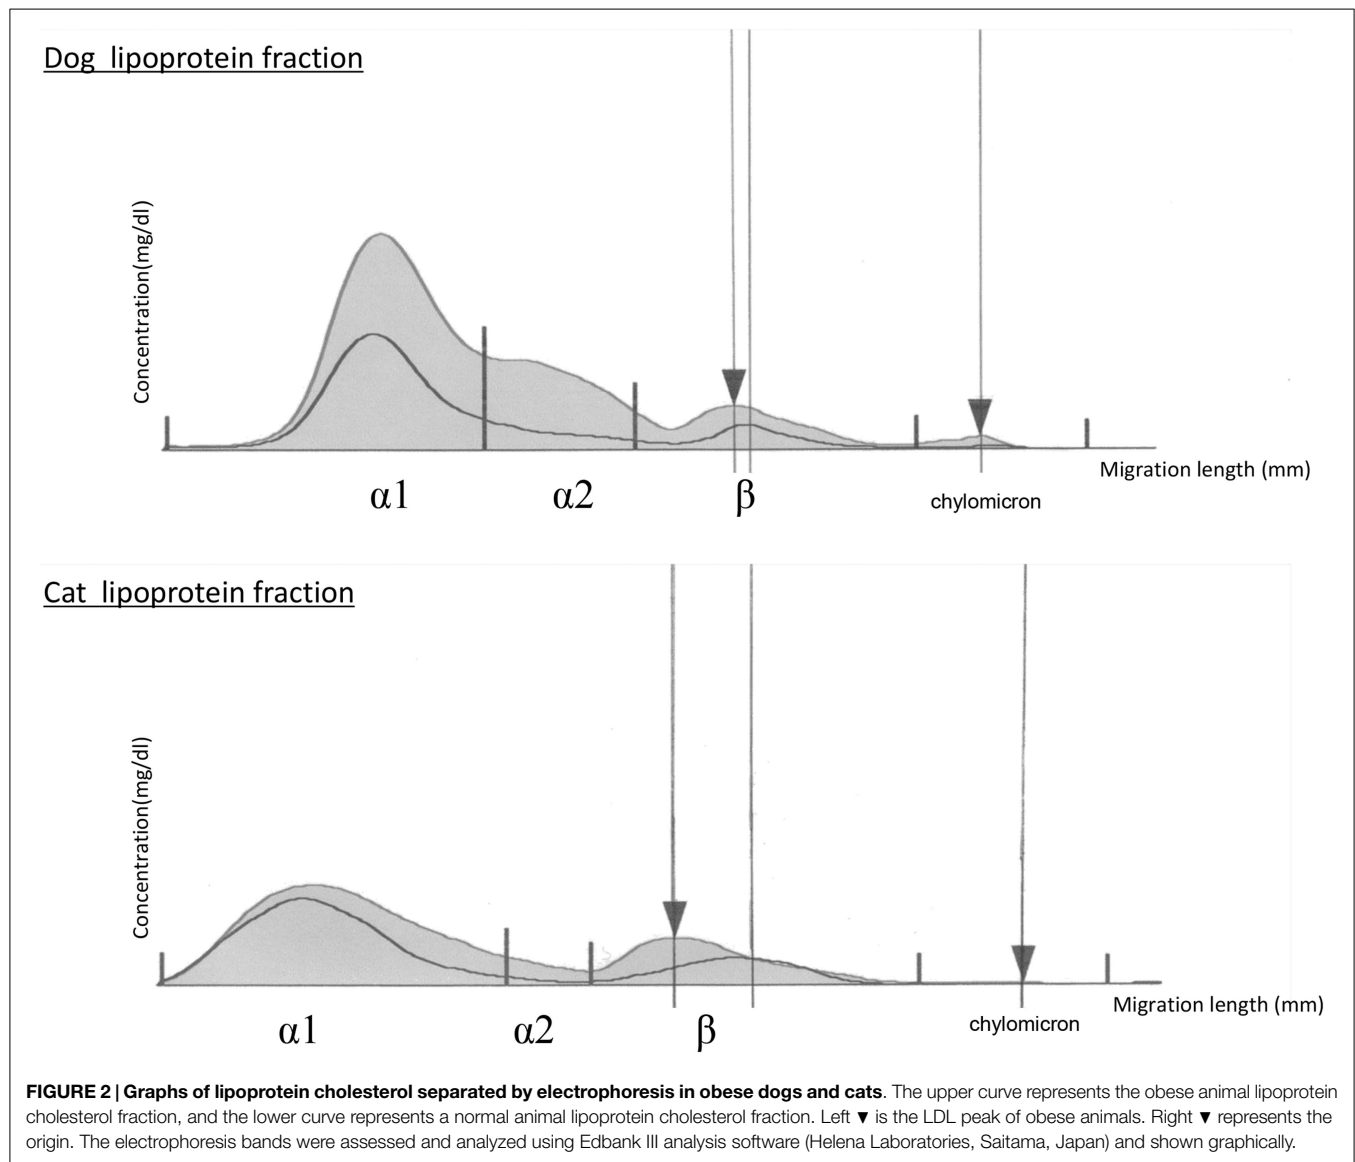 Dog lipoprotein fraction
Concentration(mg/dl)
Migration length (mm)
α1 α2 β chylomicron
Cat lipoprotein fraction
Concentration(mg/dl)
Migration length (mm)
α1 α2 β chylomicron
FIGURE 2 | Graphs of lipoprotein cholesterol separated by electrophoresis in obese dogs and cats. The upper curve represents the obese animal lipoprotein
cholesterol fraction, and the lower curve represents a normal animal lipoprotein cholesterol fraction. Left ▼ is the LDL peak of obese animals. Right ▼ represents the
origin. The electrophoresis bands were assessed and analyzed using Edbank III analysis software (Helena Laboratories, Saitama, Japan) and shown graphically.